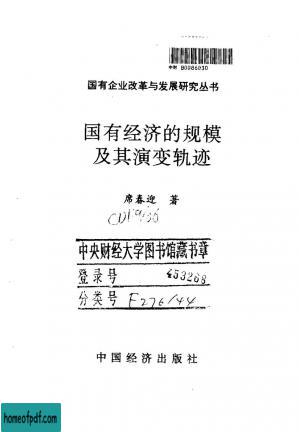 中财 B0086030
国有企业改革与发展研究丛书
国有经济的规模
及其演变轨迹
席春迎 著
中央财经大学图书馆藏书章
登录号 453268
分类号 F276/44
中国经济出版社
homeofpdf.com
homeofpdf.com